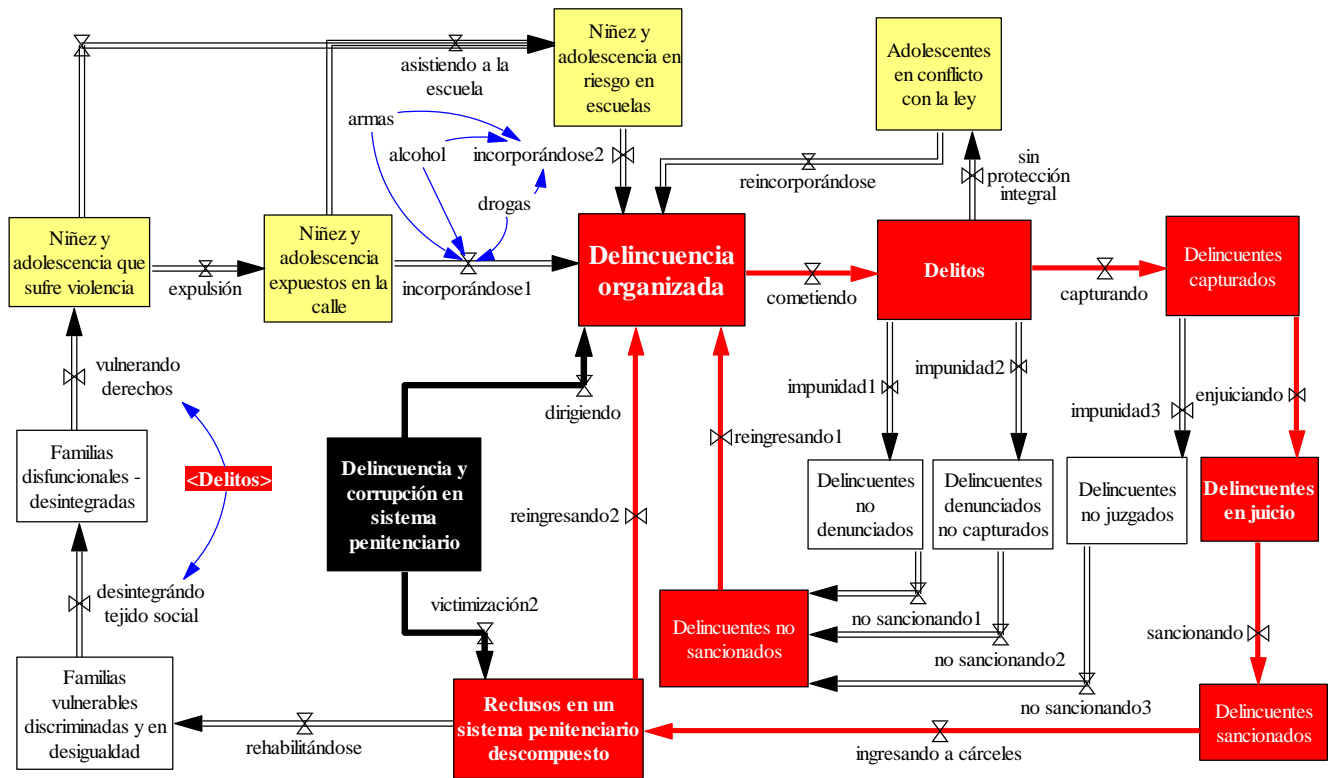 Niñez y
adolescencia en
riesgo en
escuelas
Adolescentes
en conflicto
con la ley
asistiendo a la
escuela
armas
alcohol
incorporándose2
drogas
reincorporándose
sin
protección
integral
Niñez y
adolescencia que
sufre violencia
expulsión
Niñez y
adolescencia
expuestos en la
calle
incorporándose1
Delincuencia
organizada
cometiendo
Delitos
capturando
Delincuentes
capturados
vulnerando
derechos
dirigiendo
impunidad1
impunidad2
impunidad3
enjuiciando
Familias
disfuncionales -
desintegradas
<Delitos>
Delincuencia y
corrupción en
sistema
penitenciario
reingresando2
reingresando1
Delincuentes
no
denunciados
Delincuentes
denunciados
no capturados
Delincuentes
no juzgados
Delincuentes
en juicio
desintegrándo
tejido social
victimización2
Delincuentes no
sancionados
no sancionando1
no sancionando2
no sancionando3
sancionando
Familias
vulnerables
discriminadas y en
desigualdad
rehabilitándose
Reclusos en un
sistema penitenciario
descompuesto
ingresando a cárceles
Delincuentes
sancionados